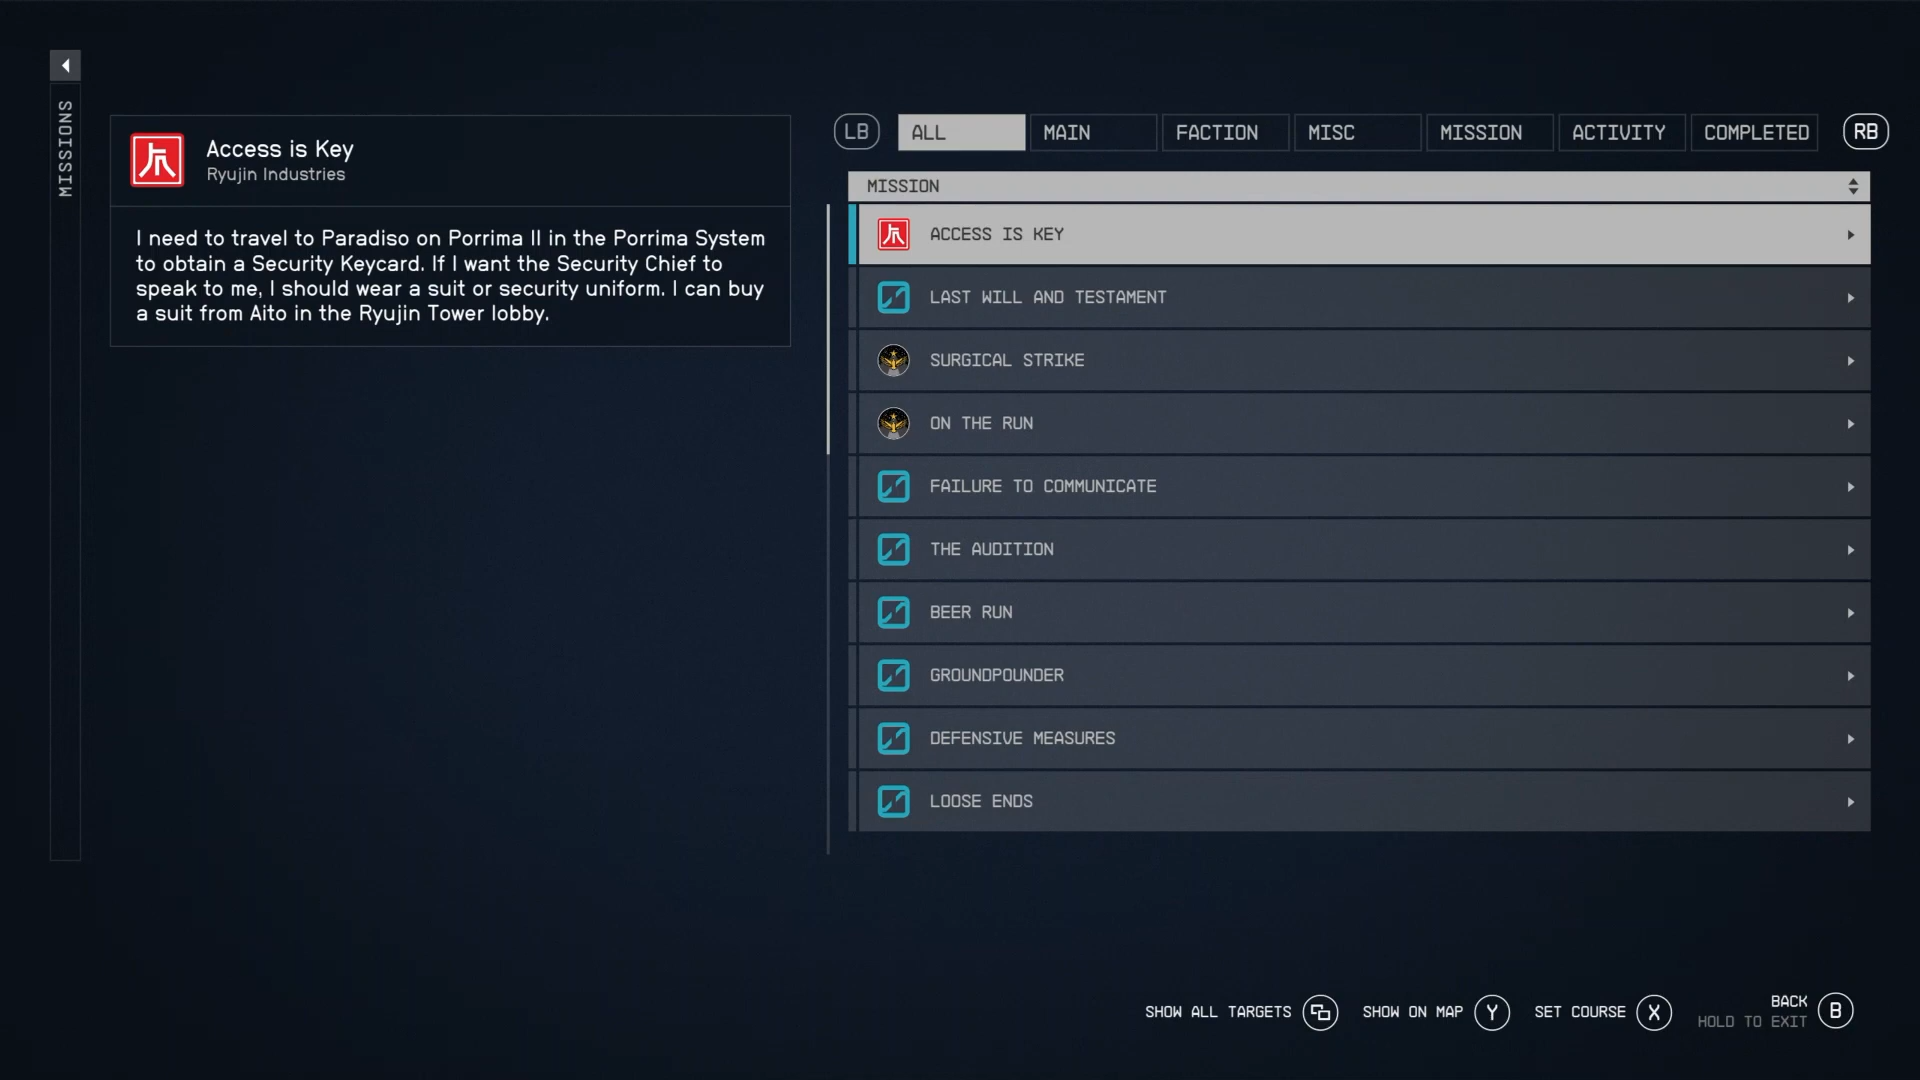 MISSIONS
Access is Key
Ryujin Industries
I need to travel to Paradiso on Porrima II in the Porrima System
to obtain a Security Keycard. If I want the Security Chief to
speak to me, I should wear a suit or security uniform. I can buy
a suit from Aito in the Ryujin Tower lobby.
LB ALL MAIN FACTION MISC MISSION ACTIVITY COMPLETED RB
MISSION
ACCESS IS KEY
LAST WILL AND TESTAMENT
SURGICAL STRIKE
ON THE RUN
FAILURE TO COMMUNICATE
THE AUDITION
BEER RUN
GROUNDPOUNDER
DEFENSIVE MEASURES
LOOSE ENDS
SHOW ALL TARGETS SHOW ON MAP Y SET COURSE X BACK B
HOLD TO EXIT